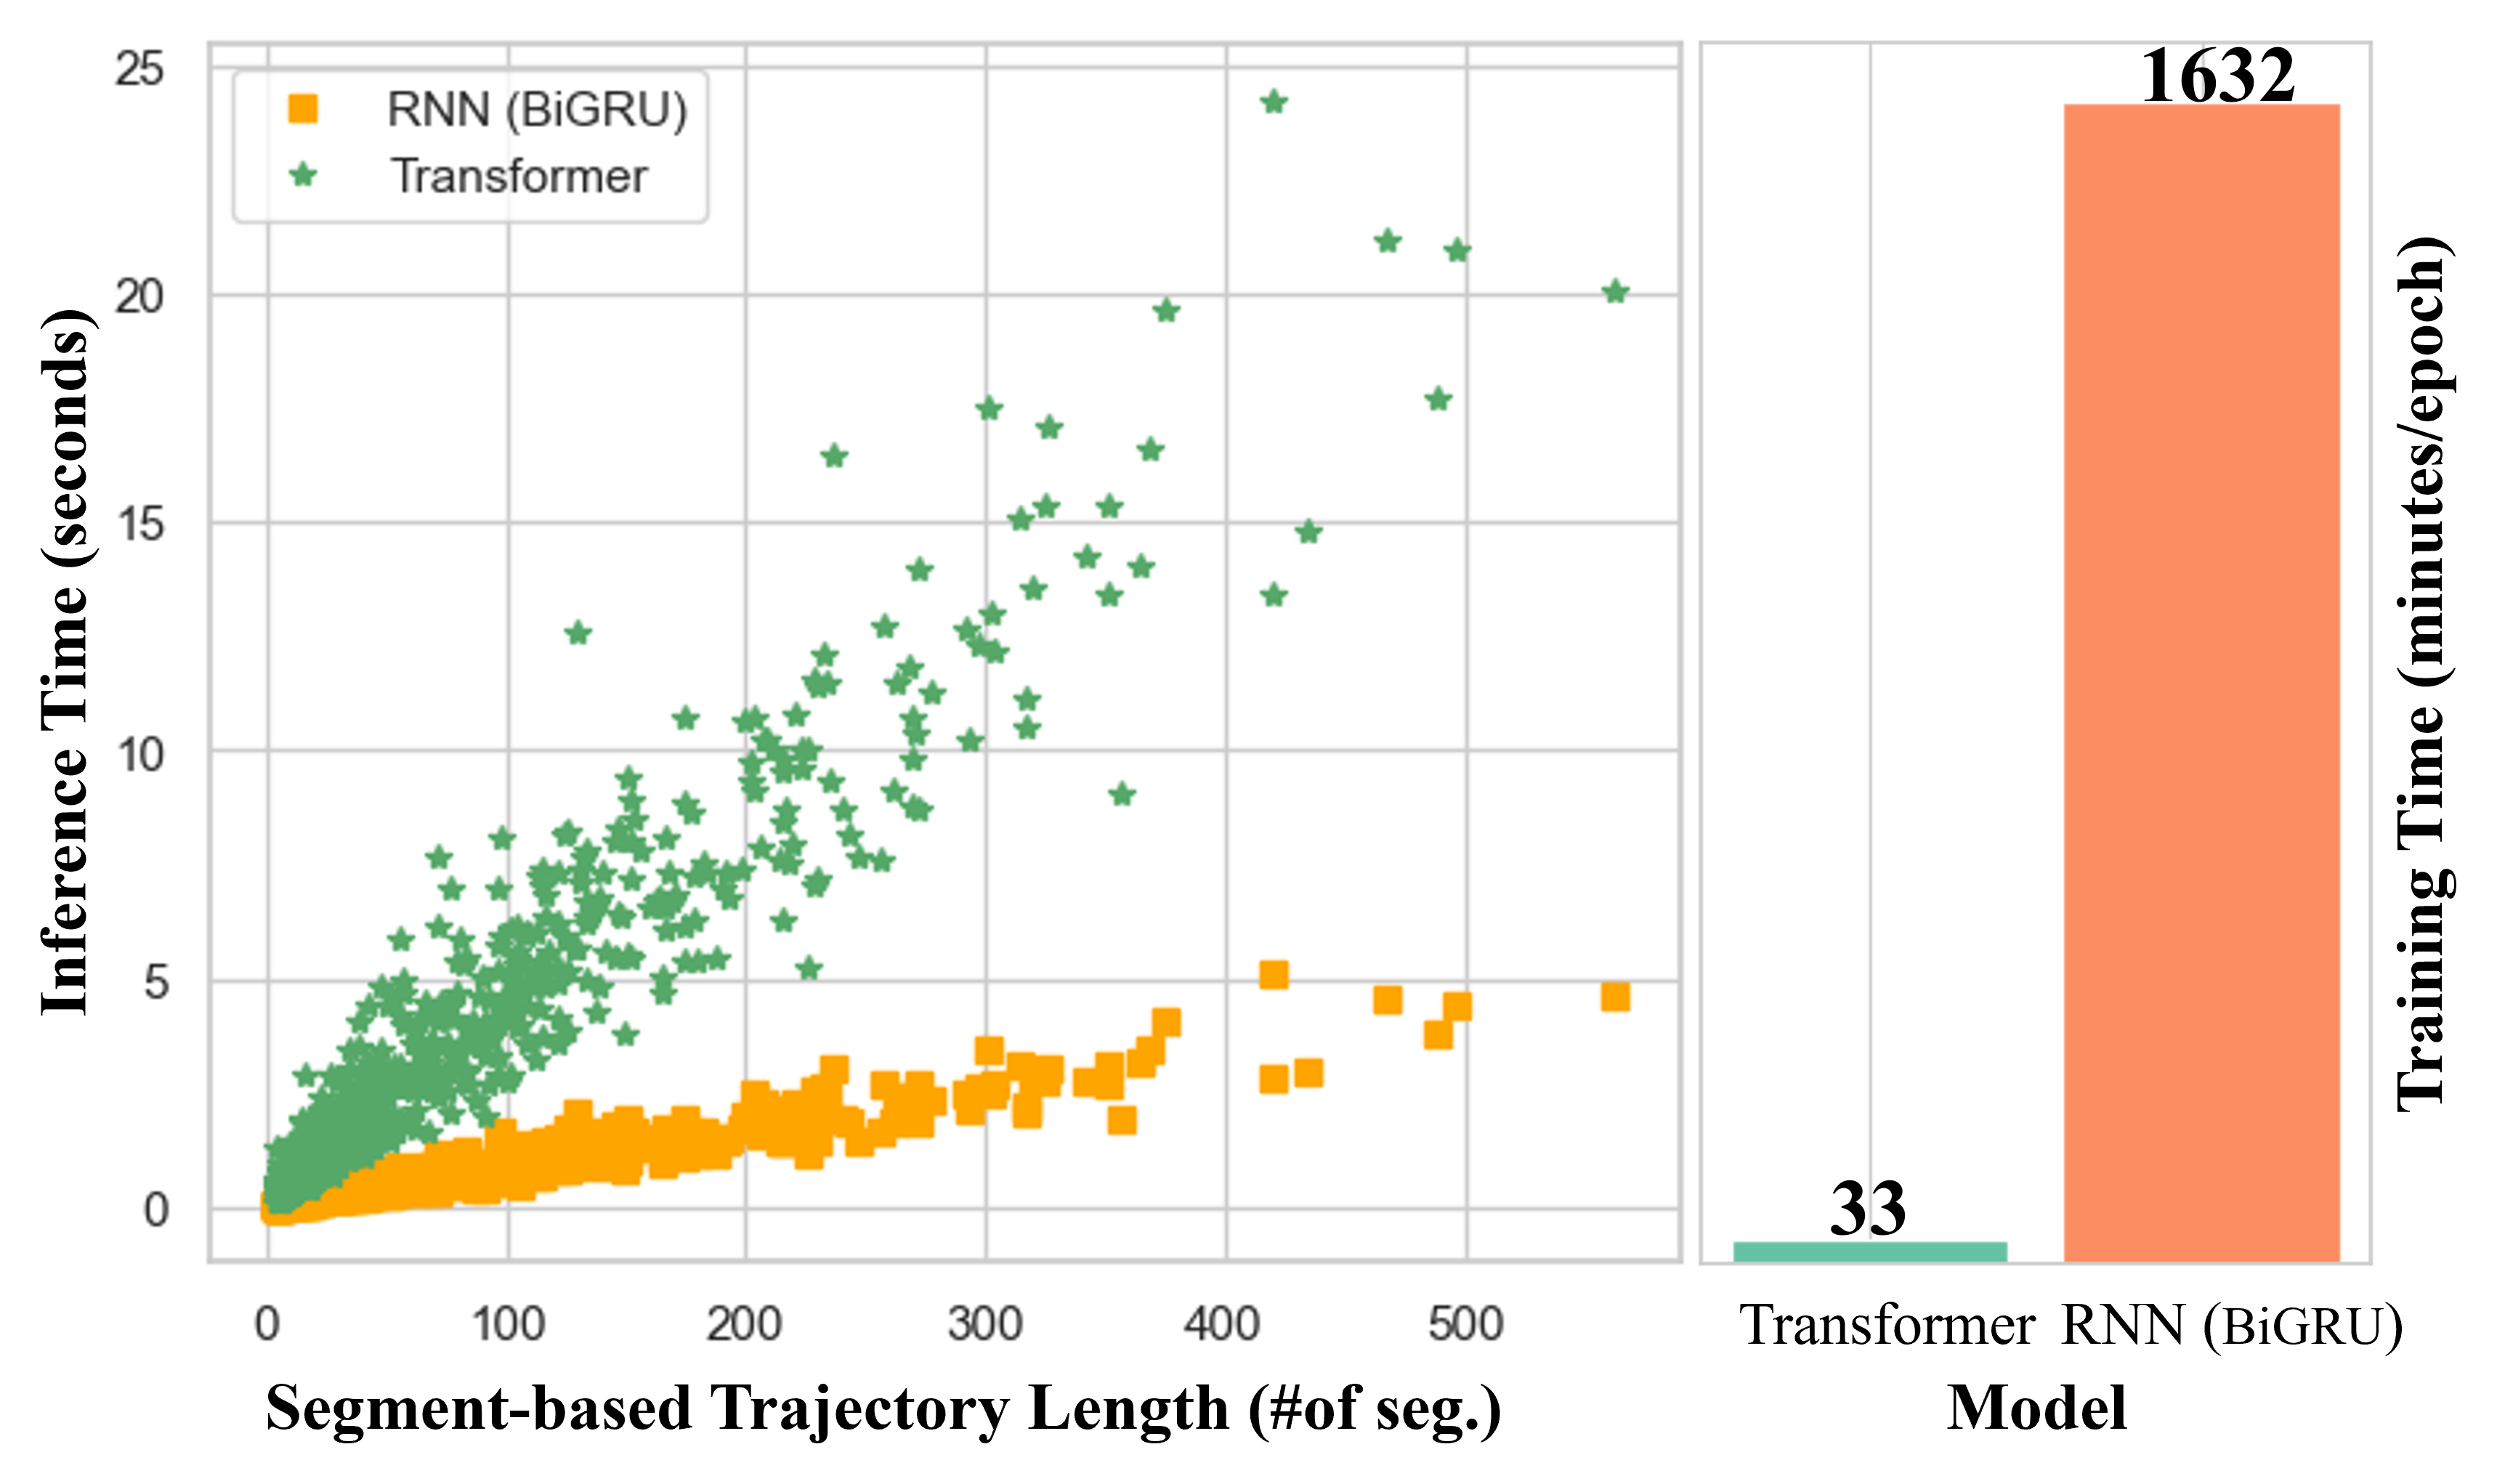 25
20
15
10
5
0
Inference Time (seconds)
RNN (BiGRU)
Transformer
0 100 200 300 400 500
Segment-based Trajectory Length (#of seg.)
1632
33
Transformer RNN (BiGRU)
Model
Training Time (minutes/epoch)